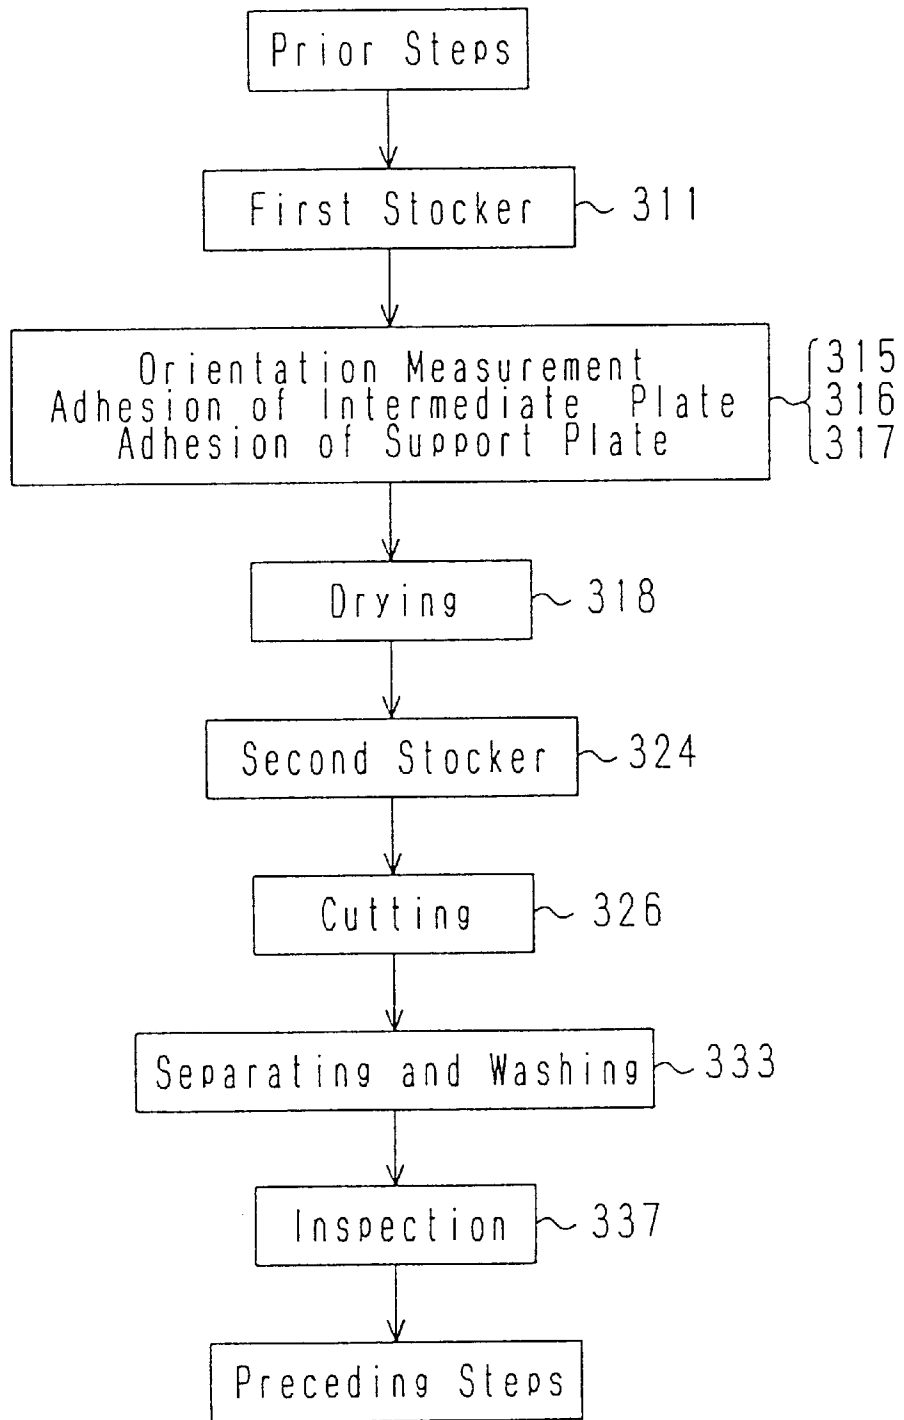 Prior Steps
First Stocker 311
Orientation Measurement 315
Adhesion of Intermediate Plate 316
Adhesion of Support Plate 317
Drying 318
Second Stocker 324
Cutting 326
Separating and Washing 333
Inspection 337
Preceding Steps